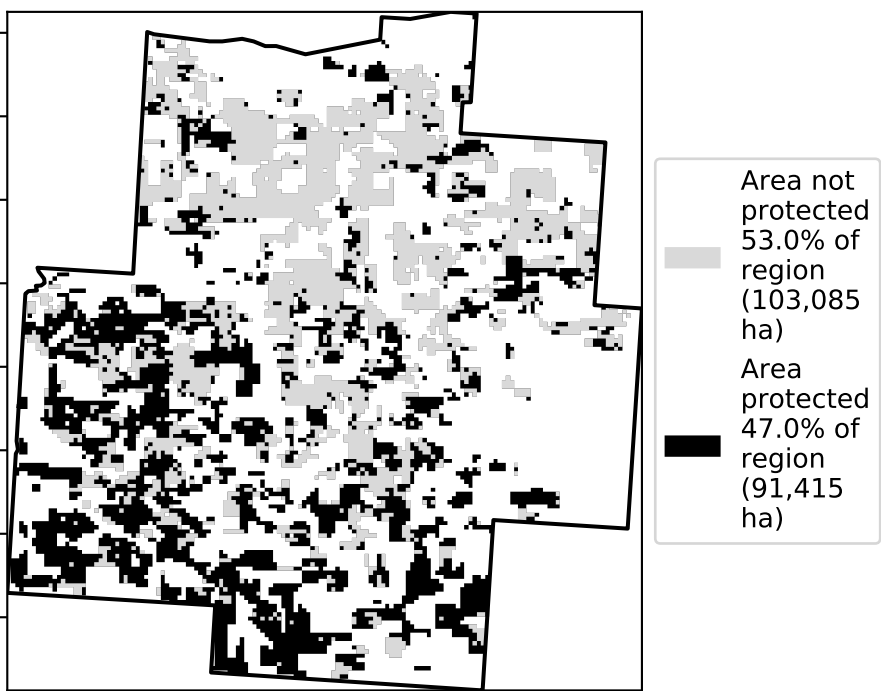 Area not
protected
53.0% of
region
(103,085
ha)
Area
protected
47.0% of
region
(91,415
ha)